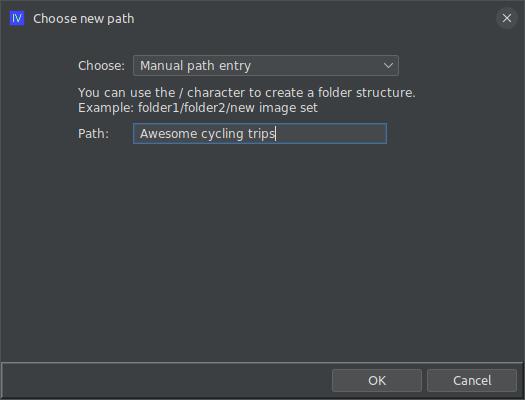 IV Choose new path
Choose: Manual path entry
You can use the / character to create a folder structure.
Example: folder1/folder2/new image set
Path: Awesome cycling trips
OK Cancel